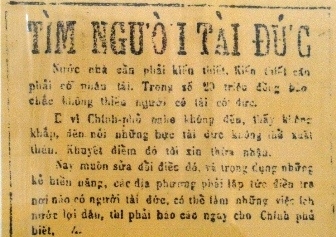 TÌM NGƯỜI TÀI ĐỨC
Nước nhà cần phải kiến thiết. Kiến thiết cần
phải có nhân tài. Trong số 20 triệu đồng bào
chắc không thiếu người có tài có đức.
E vì Chính-phủ nghe không đến, thấy không
khắp, đến nỗi những bực tài đức không thể xuất
thân. Khuyết điểm đó tôi xin thừa nhận.
Nay muốn sửa đổi điều đó, và trọng dụng những
kẻ hiền năng, các địa phương phải lập tức điều tra
nơi nào có người tài đức, có thể làm những việc ích
nước lợi dân, thì phải báo cáo ngay cho Chính phủ
biết.